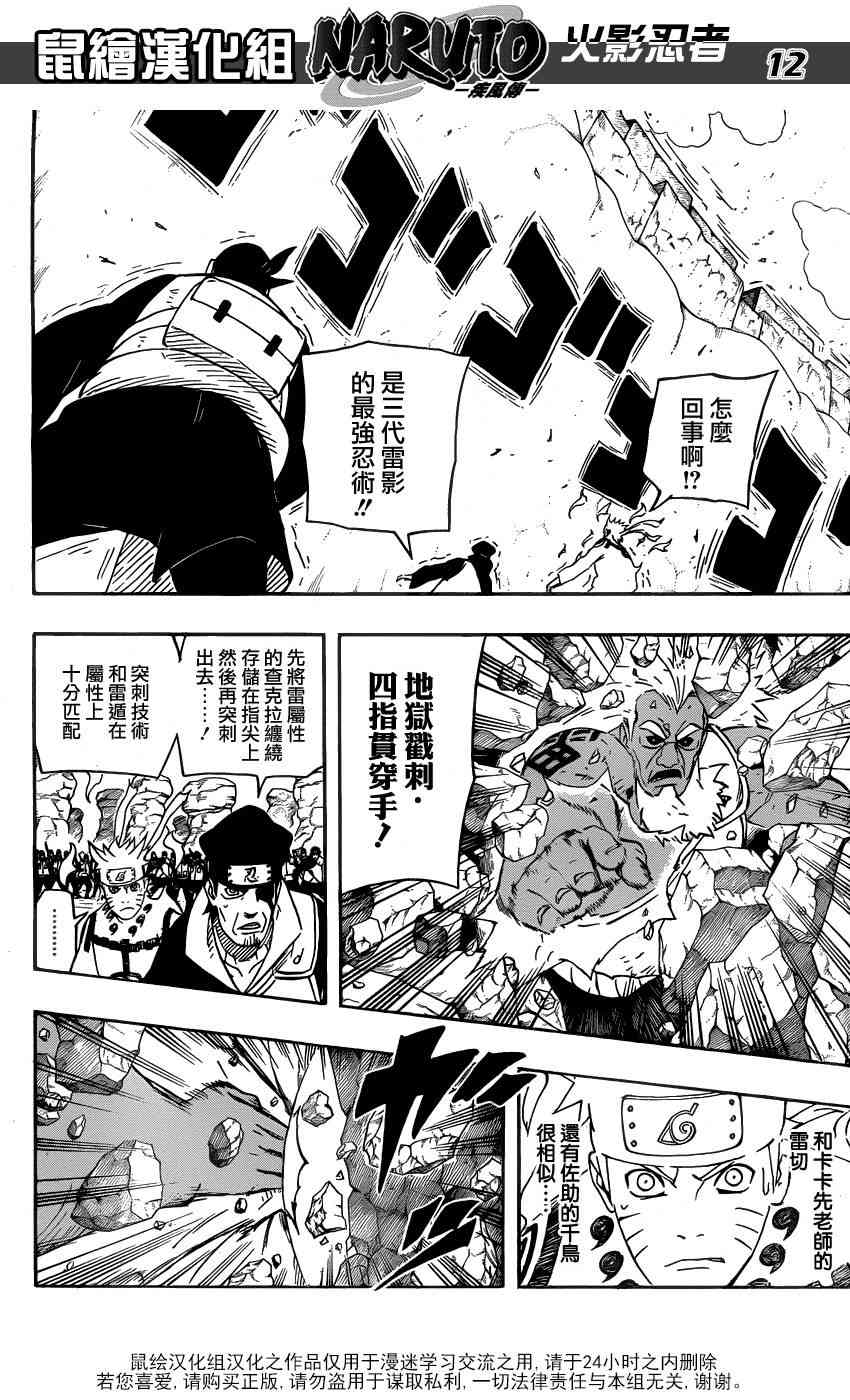 鼠繪漢化組
NARUTO
-疾風傳-
火影忍者
12
ゴゴゴゴ
怎麼
回事啊!?
是三代雷影
的最強忍術!!
地獄戳刺·
四指貫穿手!
先將雷屬性
的查克拉纏繞
存儲在指尖上
然後再突刺
出去……!
突刺技術
和雷遁在
屬性上
十分匹配
忍
………
和卡卡先老師的
雷切
還有佐助的千鳥
很相似……
ガガ
鼠绘汉化组汉化之作品仅用于漫迷学习交流之用, 请于24小时之内删除
若您喜爱, 请购买正版, 请勿盗用于谋取私利, 一切法律责任与本组无关, 谢谢。